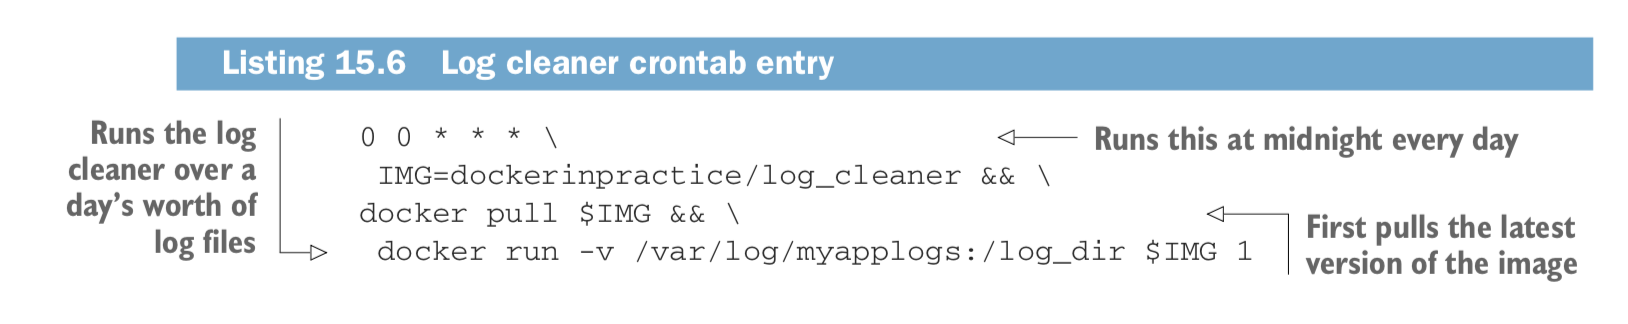 Listing 15.6 Log cleaner crontab entry
Runs the log
cleaner over a
day's worth of
log files
0 0 * * * \
IMG=dockerinpractice/log_cleaner && \
docker pull $IMG && \
docker run -v /var/log/myapplogs:/log_dir $IMG 1
Runs this at midnight every day
First pulls the latest
version of the image